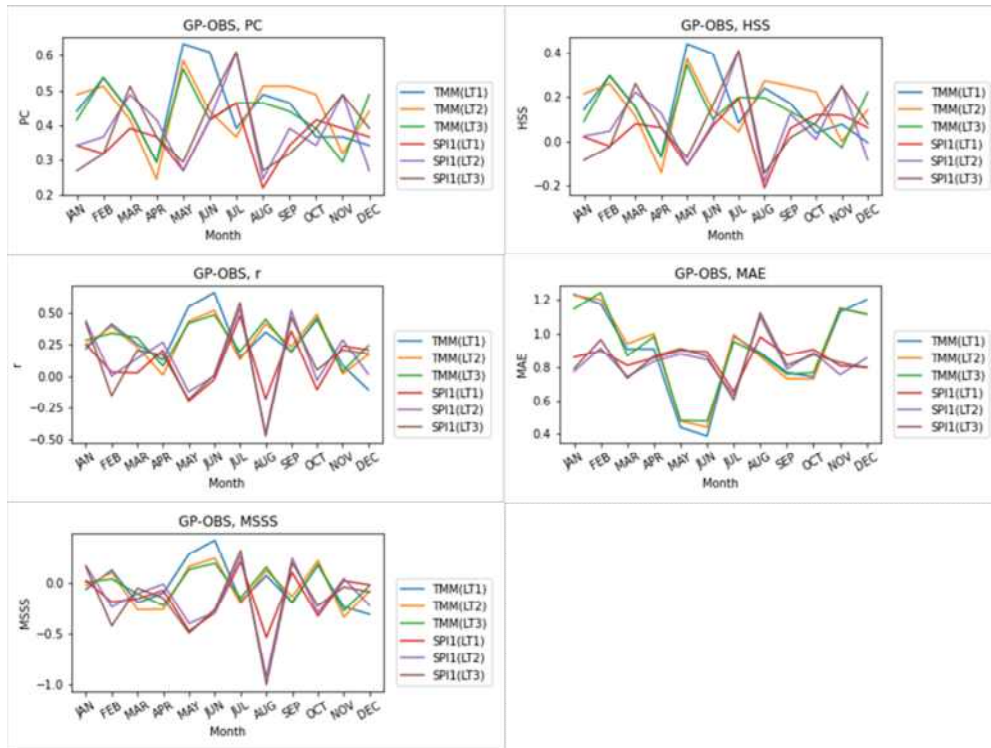 GP-OBS, PC
0.6
0.5
0.4
0.3
0.2
PC
JAN FEB MAR APR MAY JUN JUL AUG SEP OCT NOV DEC
Month
TMM(LT1)
TMM(LT2)
TMM(LT3)
SPI1(LT1)
SPI1(LT2)
SPI1(LT3)
GP-OBS, HSS
0.4
0.2
0.0
−0.2
HSS
JAN FEB MAR APR MAY JUN JUL AUG SEP OCT NOV DEC
Month
TMM(LT1)
TMM(LT2)
TMM(LT3)
SPI1(LT1)
SPI1(LT2)
SPI1(LT3)
GP-OBS, r
0.50
0.25
0.00
−0.25
−0.50
r
JAN FEB MAR APR MAY JUN JUL AUG SEP OCT NOV DEC
Month
TMM(LT1)
TMM(LT2)
TMM(LT3)
SPI1(LT1)
SPI1(LT2)
SPI1(LT3)
GP-OBS, MAE
1.2
1.0
0.8
0.6
0.4
MAE
JAN FEB MAR APR MAY JUN JUL AUG SEP OCT NOV DEC
Month
TMM(LT1)
TMM(LT2)
TMM(LT3)
SPI1(LT1)
SPI1(LT2)
SPI1(LT3)
GP-OBS, MSSS
0.0
−0.5
−1.0
MSSS
JAN FEB MAR APR MAY JUN JUL AUG SEP OCT NOV DEC
Month
TMM(LT1)
TMM(LT2)
TMM(LT3)
SPI1(LT1)
SPI1(LT2)
SPI1(LT3)